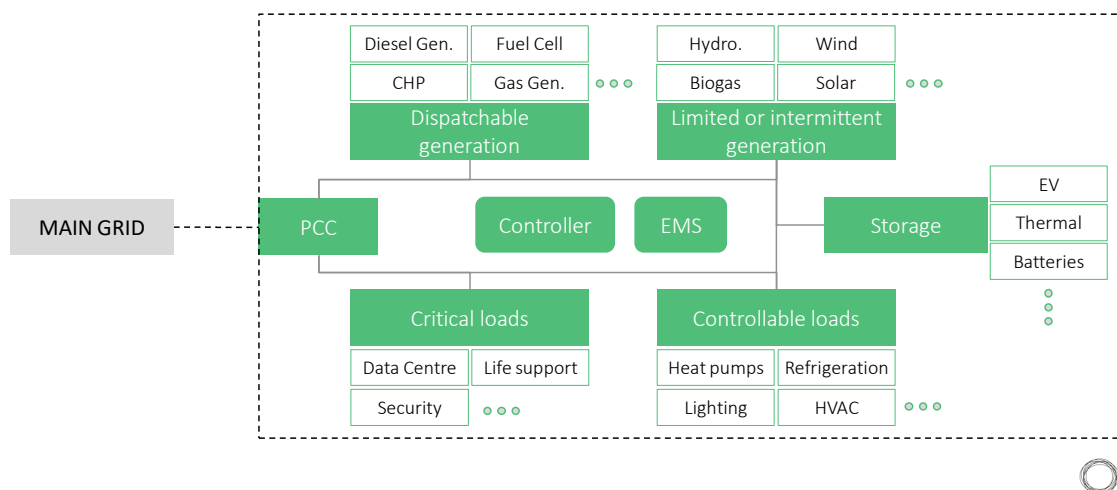 Diesel Gen.
Fuel Cell
CHP
Gas Gen.
Dispatchable
generation
Hydro.
Wind
Biogas
Solar
Limited or intermittent
generation
MAIN GRID
PCC
Controller
EMS
Storage
EV
Thermal
Batteries
Critical loads
Data Centre
Life support
Security
Controllable loads
Heat pumps
Refrigeration
Lighting
HVAC